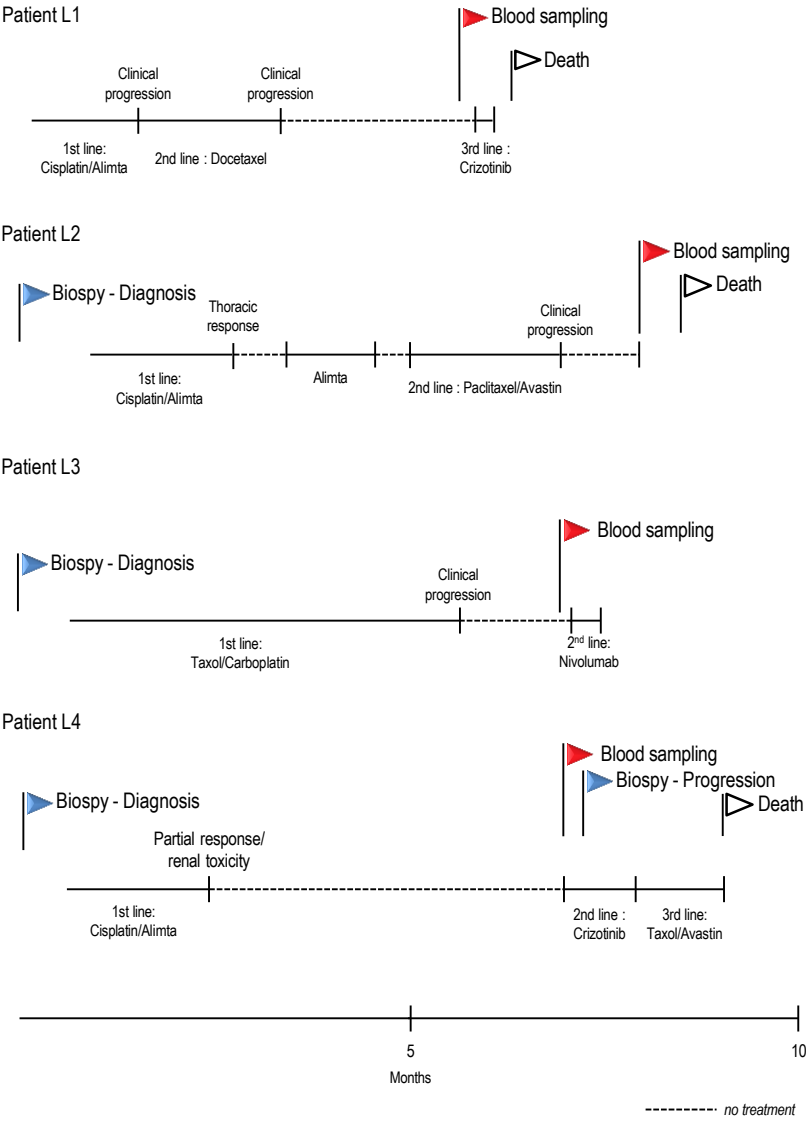 Patient L1
Blood sampling
Death
Clinical
progression
Clinical
progression
1st line:
Cisplatin/Alimta
2nd line : Docetaxel
3rd line :
Crizotinib
Patient L2
Blood sampling
Biospy - Diagnosis
Death
Thoracic
response
Clinical
progression
1st line:
Cisplatin/Alimta
Alimta
2nd line : Paclitaxel/Avastin
Patient L3
Blood sampling
Biospy - Diagnosis
Clinical
progression
1st line:
Taxol/Carboplatin
2nd line:
Nivolumab
Patient L4
Blood sampling
Biospy - Progression
Biospy - Diagnosis
Death
Partial response/
renal toxicity
1st line:
Cisplatin/Alimta
2nd line :
Crizotinib
3rd line:
Taxol/Avastin
5
10
Months
no treatment